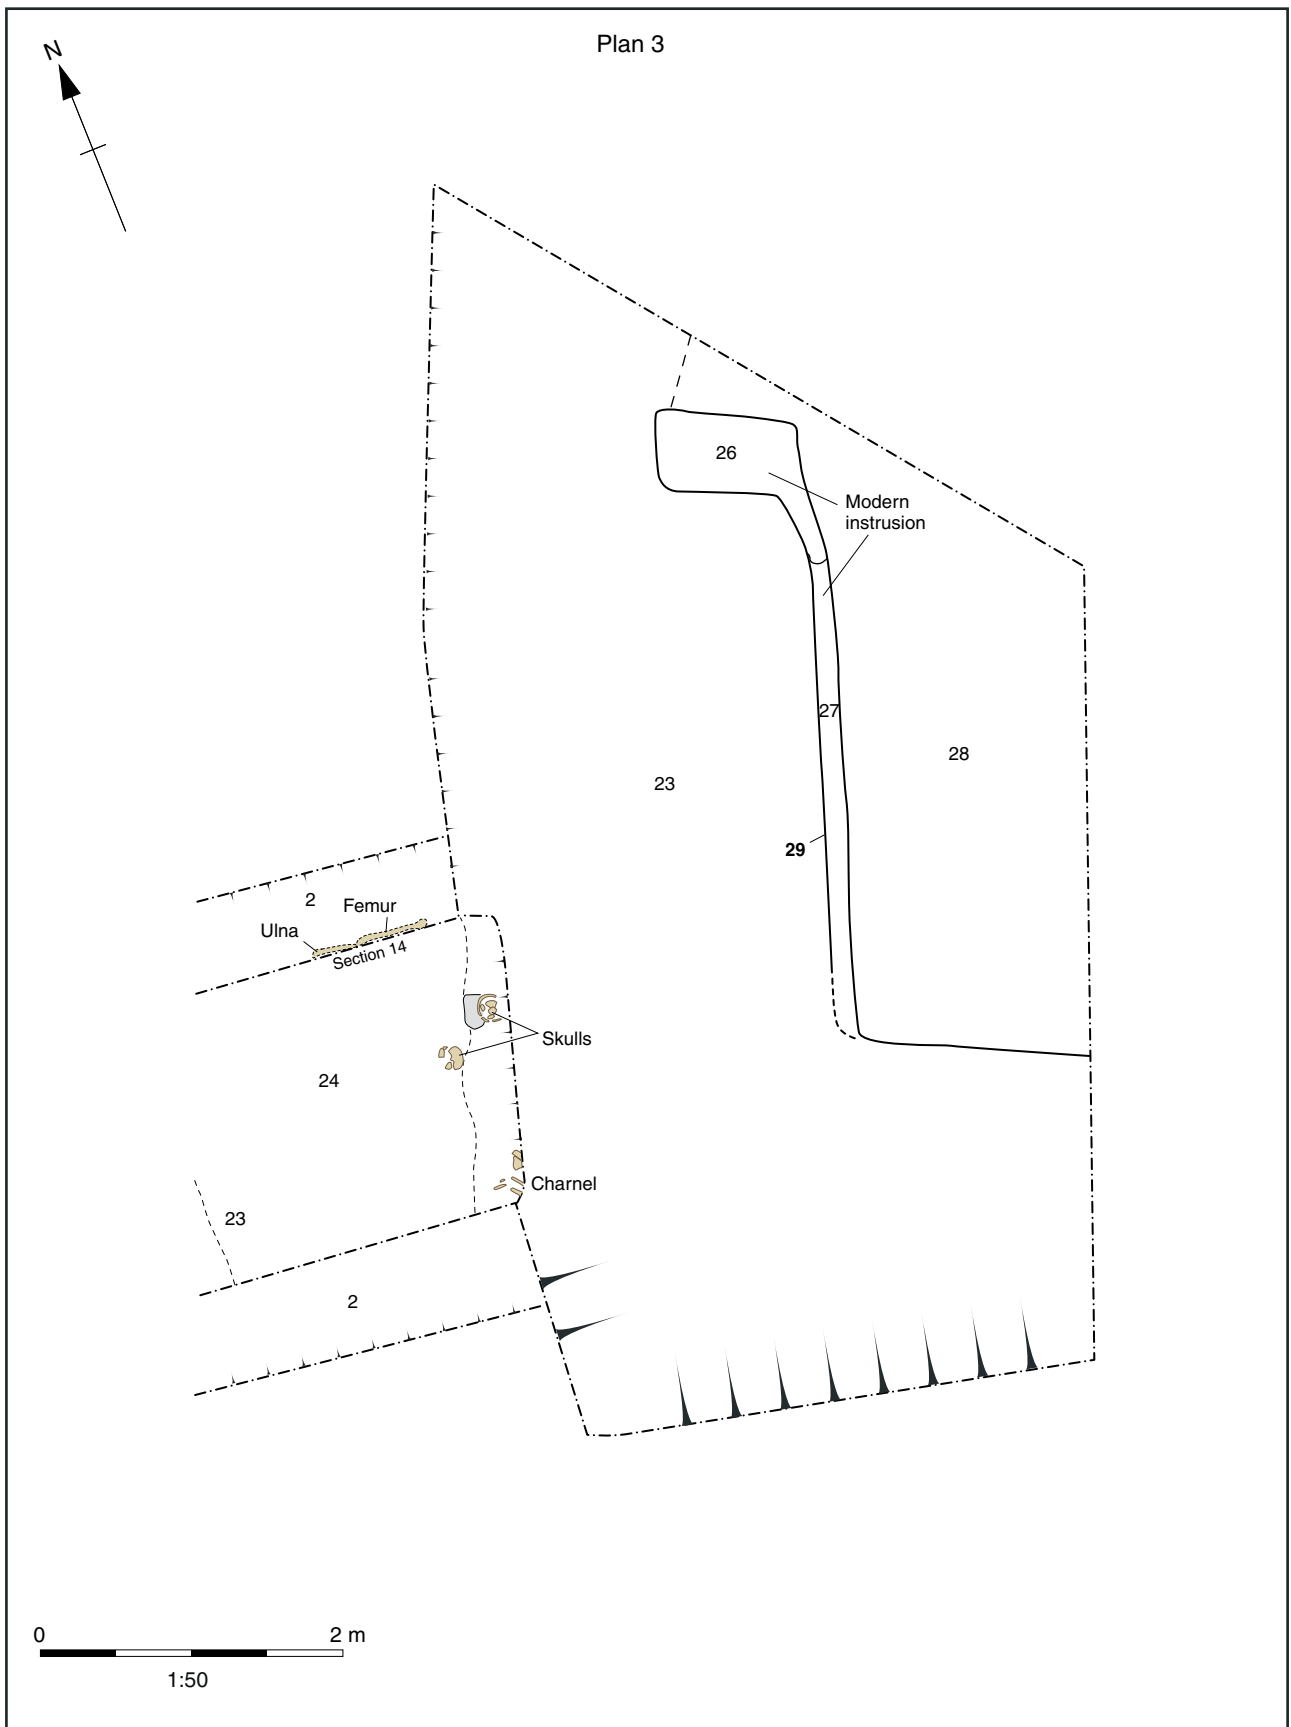 Plan 3
N
26
Modern
instrusion
27
28
23
29
2
Femur
Ulna
Section 14
Skulls
24
Charnel
23
2
0 2 m
1:50